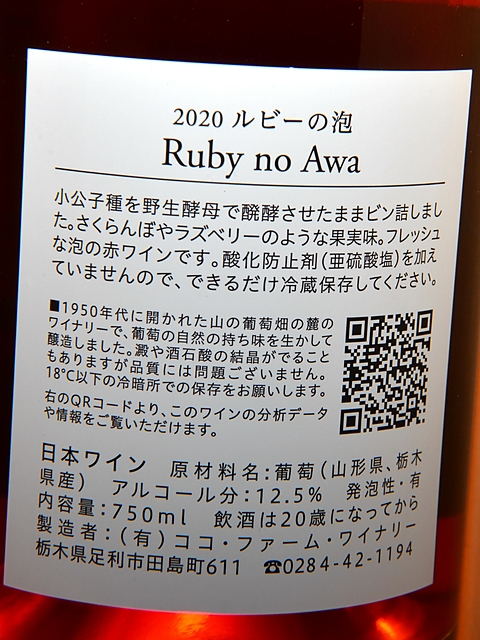 2020 ルビーの泡
Ruby no Awa
小公子種を野生酵母で醗酵させたままビン詰しまし
た。さくらんぼやラズベリーのような果実味。フレッシュ
な泡の赤ワインです。酸化防止剤(亜硫酸塩)を加え
ていませんので、できるだけ冷蔵保存してください。
■1950年代に開かれた山の葡萄畑の麓の
ワイナリーで、葡萄の自然の持ち味を生かして
醸造しました。澱や酒石酸の結晶がでること
もありますが品質には問題ございません。
18℃以下の冷暗所での保存をお願いします。
右のQRコードより、このワインの分析データ
や情報をご覧いただけます。
日本ワイン 原材料名:葡萄(山形県、栃木
県産) アルコール分:12.5% 発泡性・有
内容量:750ml 飲酒は20歳になってから
製造者:(有)ココ・ファーム・ワイナリー
栃木県足利市田島町611 ☎0284-42-1194